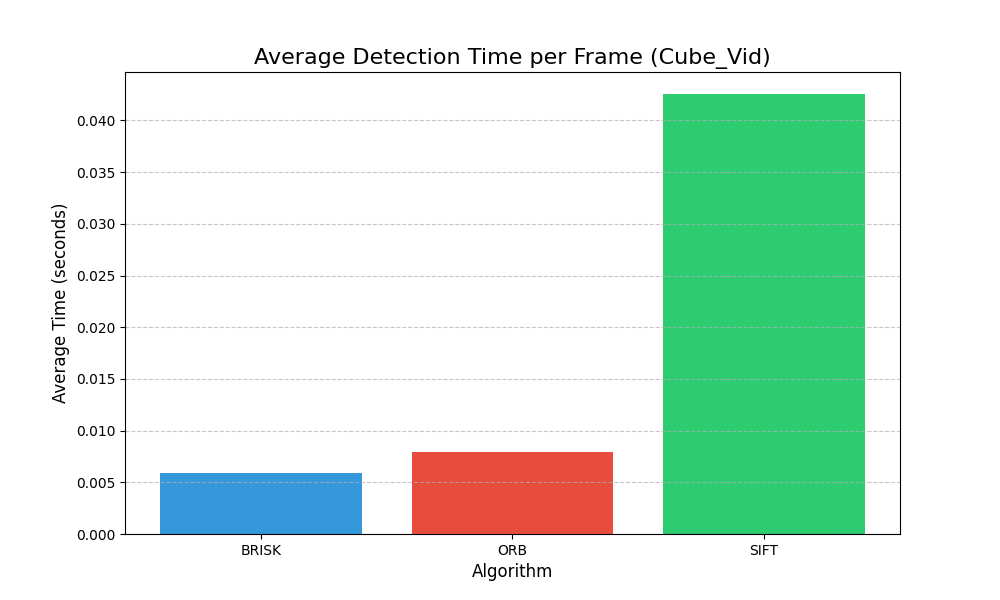 Average Detection Time per Frame (Cube_Vid)
Average Time (seconds)
0.040
0.035
0.030
0.025
0.020
0.015
0.010
0.005
0.000
BRISK
ORB
SIFT
Algorithm